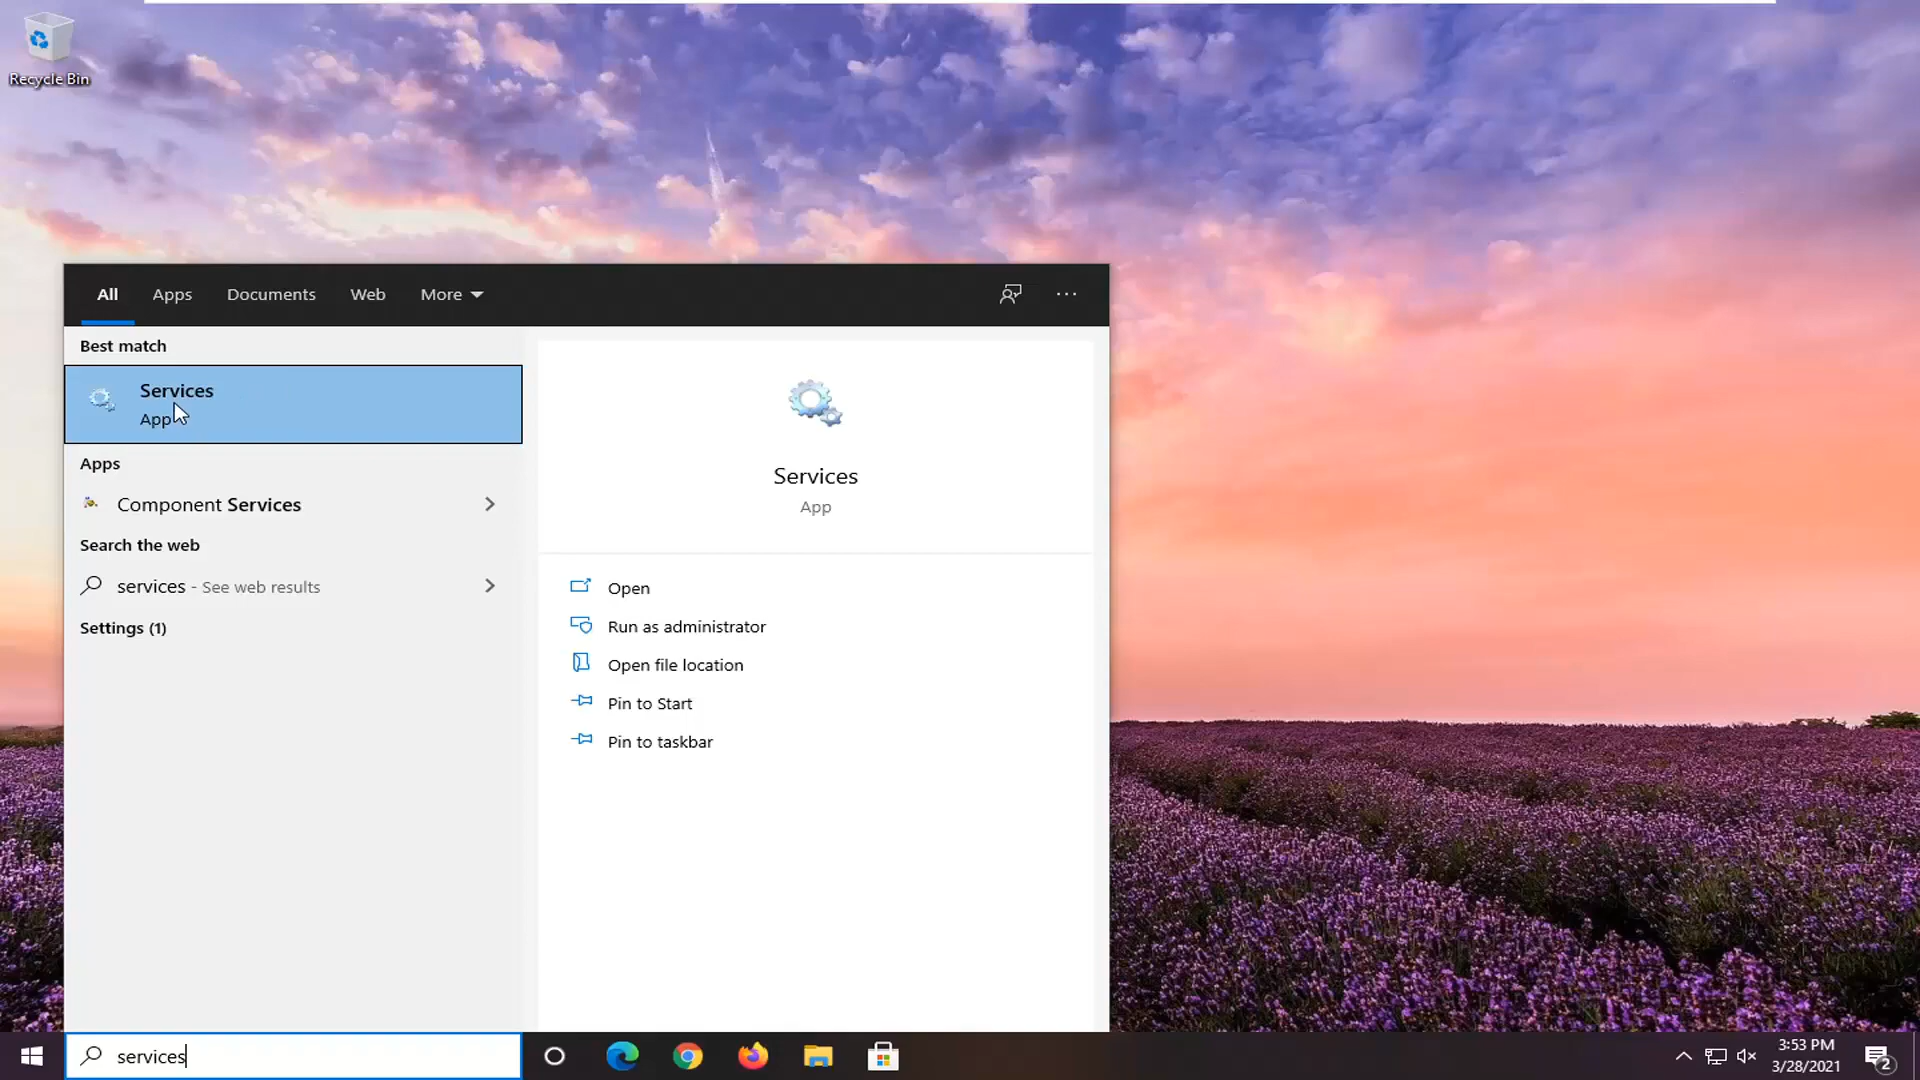 Recycle Bin
All Apps Documents Web More
Best match
Services
App
Apps
Component Services
Search the web
services - See web results
Settings (1)
Services
App
Open
Run as administrator
Open file location
Pin to Start
Pin to taskbar
services
3:53 PM
3/28/2021
2